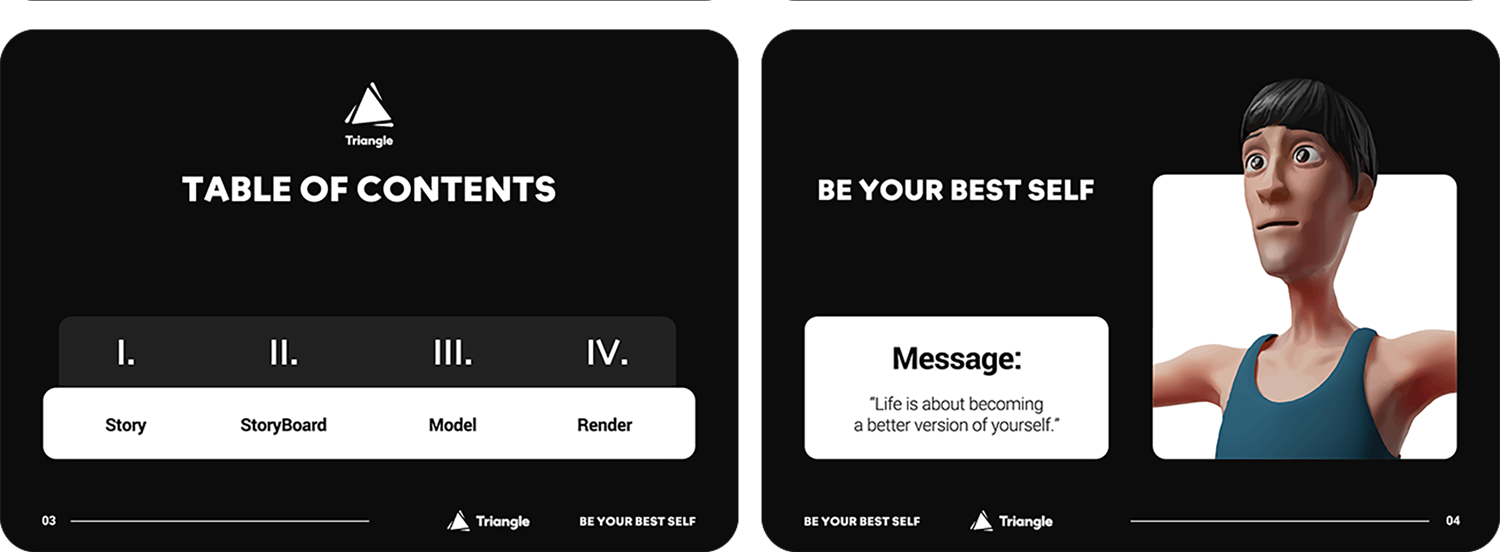 Triangle
TABLE OF CONTENTS
I. II. III. IV.
Story StoryBoard Model Render
03 Triangle BE YOUR BEST SELF
BE YOUR BEST SELF
Message:
“Life is about becoming
a better version of yourself.”
BE YOUR BEST SELF Triangle 04